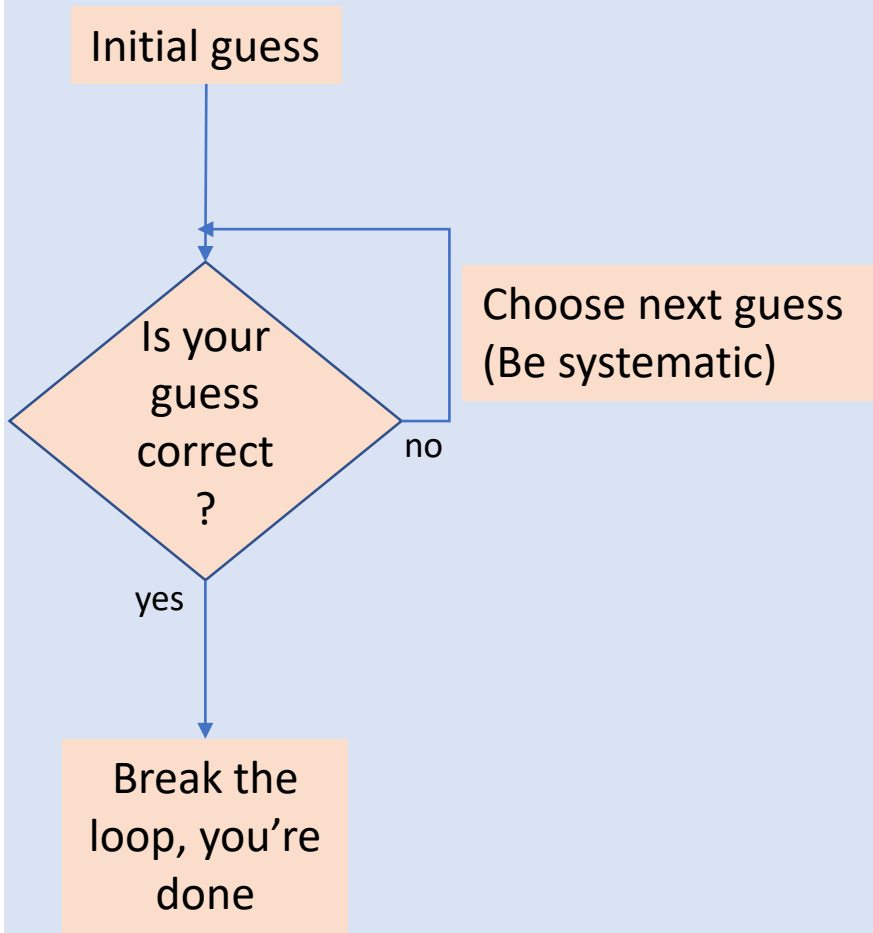 Initial guess
Is your
guess
correct
?
Choose next guess
(Be systematic)
no
yes
Break the
loop, you’re
done